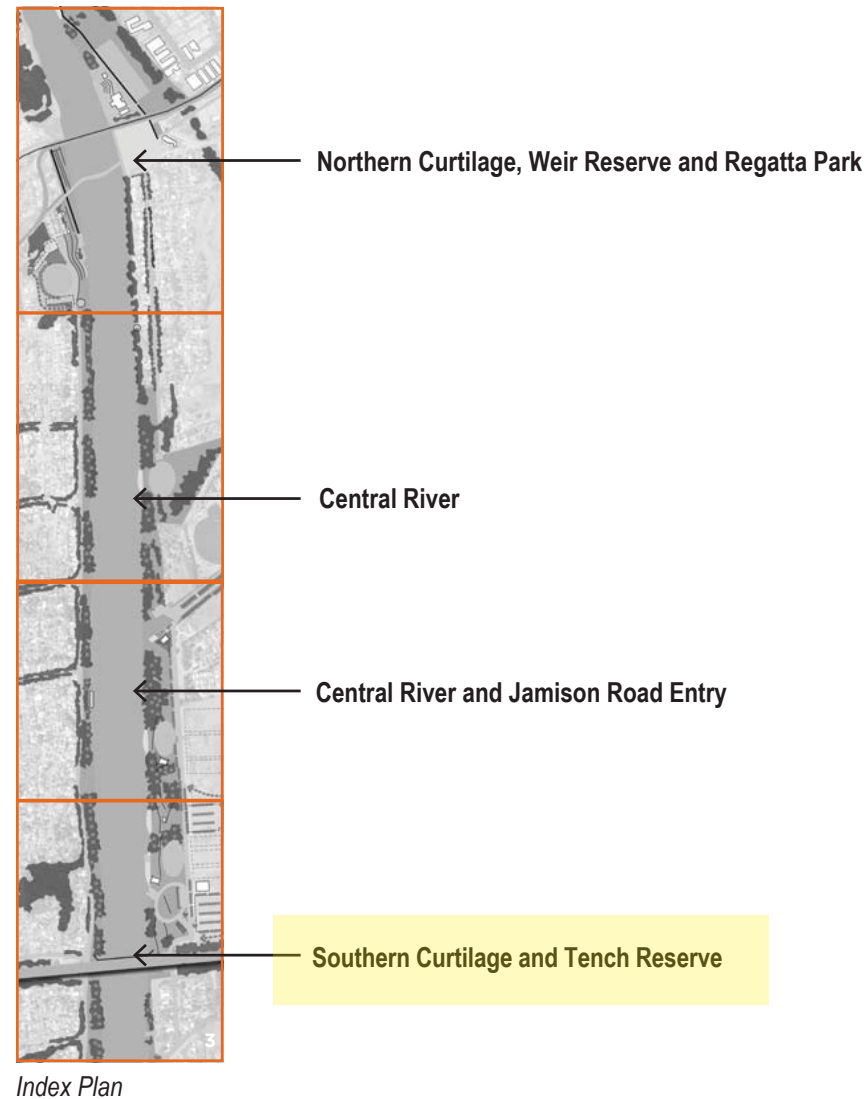 Northern Curtilage, Weir Reserve and Regatta Park
Central River
Central River and Jamison Road Entry
Southern Curtilage and Tench Reserve
3
Index Plan